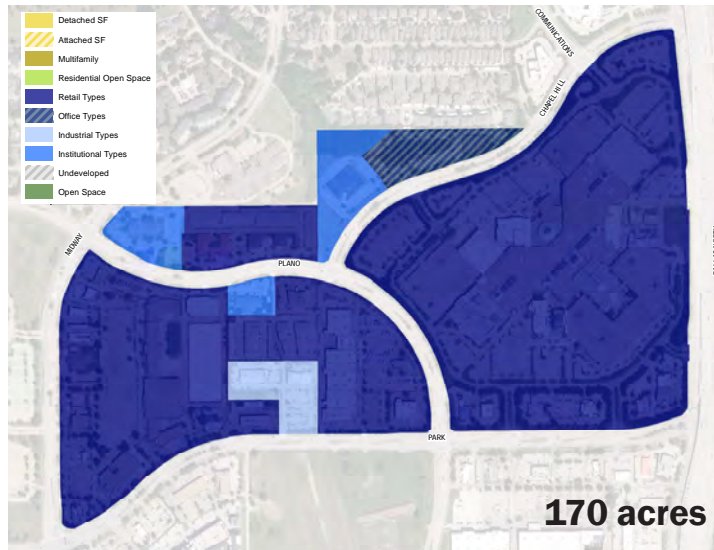 Detached SF
Attached SF
Multifamily
Residential Open Space
Retail Types
Office Types
Industrial Types
Institutional Types
Undeveloped
Open Space
COMMUNICATIONS
CHAPEL HILL
MIDWAY
PLANO
PARK
170 acres